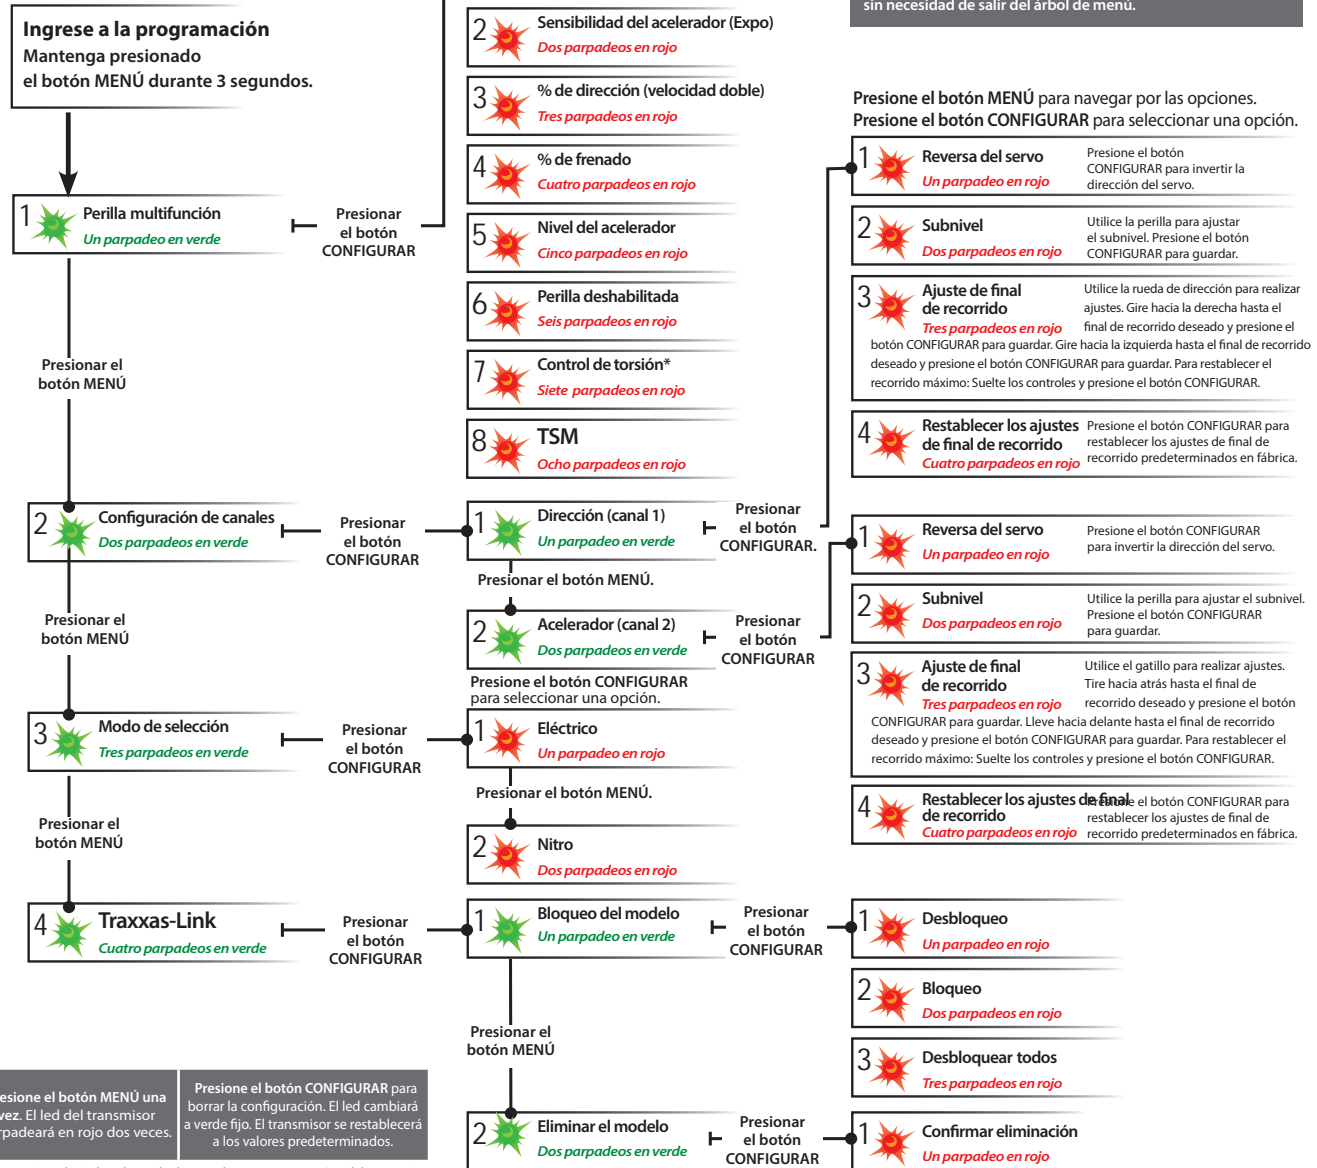 Ingrese a la programación
Mantenga presionado
el botón MENÚ durante 3 segundos.
1
Perilla multifunción
Un parpadeo en verde
Presionar
el botón
CONFIGURAR
Presionar el
botón MENÚ
2
Configuración de canales
Dos parpadeos en verde
Presionar
el botón
CONFIGURAR
Presionar el
botón MENÚ
3
Modo de selección
Tres parpadeos en verde
Presionar
el botón
CONFIGURAR
Presionar el
botón MENÚ
4
Traxxas-Link
Cuatro parpadeos en verde
Presionar
el botón
CONFIGURAR
2
Sensibilidad del acelerador (Expo)
Dos parpadeos en rojo
3
% de dirección (velocidad doble)
Tres parpadeos en rojo
4
% de frenado
Cuatro parpadeos en rojo
5
Nivel del acelerador
Cinco parpadeos en rojo
6
Perilla deshabilitada
Seis parpadeos en rojo
7
Control de torsión*
Siete parpadeos en rojo
8
TSM
Ocho parpadeos en rojo
1
Dirección (canal 1)
Un parpadeo en verde
Presionar
el botón
CONFIGURAR.
Presionar el botón MENÚ.
2
Acelerador (canal 2)
Dos parpadeos en verde
Presionar
el botón
CONFIGURAR
Presione el botón CONFIGURAR
para seleccionar una opción.
1
Eléctrico
Un parpadeo en rojo
Presionar el botón MENÚ.
2
Nitro
Dos parpadeos en rojo
1
Bloqueo del modelo
Un parpadeo en verde
Presionar
el botón
CONFIGURAR
Presionar el
botón MENÚ
2
Eliminar el modelo
Dos parpadeos en verde
Presionar
el botón
CONFIGURAR
sin necesidad de salir del árbol de menú.
Presione el botón MENÚ para navegar por las opciones.
Presione el botón CONFIGURAR para seleccionar una opción.
1
Reversa del servo
Un parpadeo en rojo
Presione el botón
CONFIGURAR para invertir la
dirección del servo.
2
Subnivel
Dos parpadeos en rojo
Utilice la perilla para ajustar
el subnivel. Presione el botón
CONFIGURAR para guardar.
3
Ajuste de final
de recorrido
Tres parpadeos en rojo
Utilice la rueda de dirección para realizar
ajustes. Gire hacia la derecha hasta el
final de recorrido deseado y presione el
botón CONFIGURAR para guardar. Gire hacia la izquierda hasta el final de recorrido
deseado y presione el botón CONFIGURAR para guardar. Para restablecer el
recorrido máximo: Suelte los controles y presione el botón CONFIGURAR.
4
Restablecer los ajustes
de final de recorrido
Cuatro parpadeos en rojo
Presione el botón CONFIGURAR para
restablecer los ajustes de final de
recorrido predeterminados en fábrica.
1
Reversa del servo
Un parpadeo en rojo
Presione el botón CONFIGURAR
para invertir la dirección del servo.
2
Subnivel
Dos parpadeos en rojo
Utilice la perilla para ajustar el subnivel.
Presione el botón CONFIGURAR
para guardar.
3
Ajuste de final
de recorrido
Tres parpadeos en rojo
Utilice el gatillo para realizar ajustes.
Tire hacia atrás hasta el final de
recorrido deseado y presione el botón
CONFIGURAR para guardar. Lleve hacia delante hasta el final de recorrido
deseado y presione el botón CONFIGURAR para guardar. Para restablecer el
recorrido máximo: Suelte los controles y presione el botón CONFIGURAR.
4
Restablecer los ajustes de final
de recorrido
Cuatro parpadeos en rojo
Presione el botón CONFIGURAR para
restablecer los ajustes de final de
recorrido predeterminados en fábrica.
1
Desbloqueo
Un parpadeo en rojo
2
Bloqueo
Dos parpadeos en rojo
3
Desbloquear todos
Tres parpadeos en rojo
1
Confirmar eliminación
Un parpadeo en rojo
esione el botón MENÚ una
vez. El led del transmisor
rpadeará en rojo dos veces.
Presione el botón CONFIGURAR para
borrar la configuración. El led cambiará
a verde fijo. El transmisor se restablecerá
a los valores predeterminados.